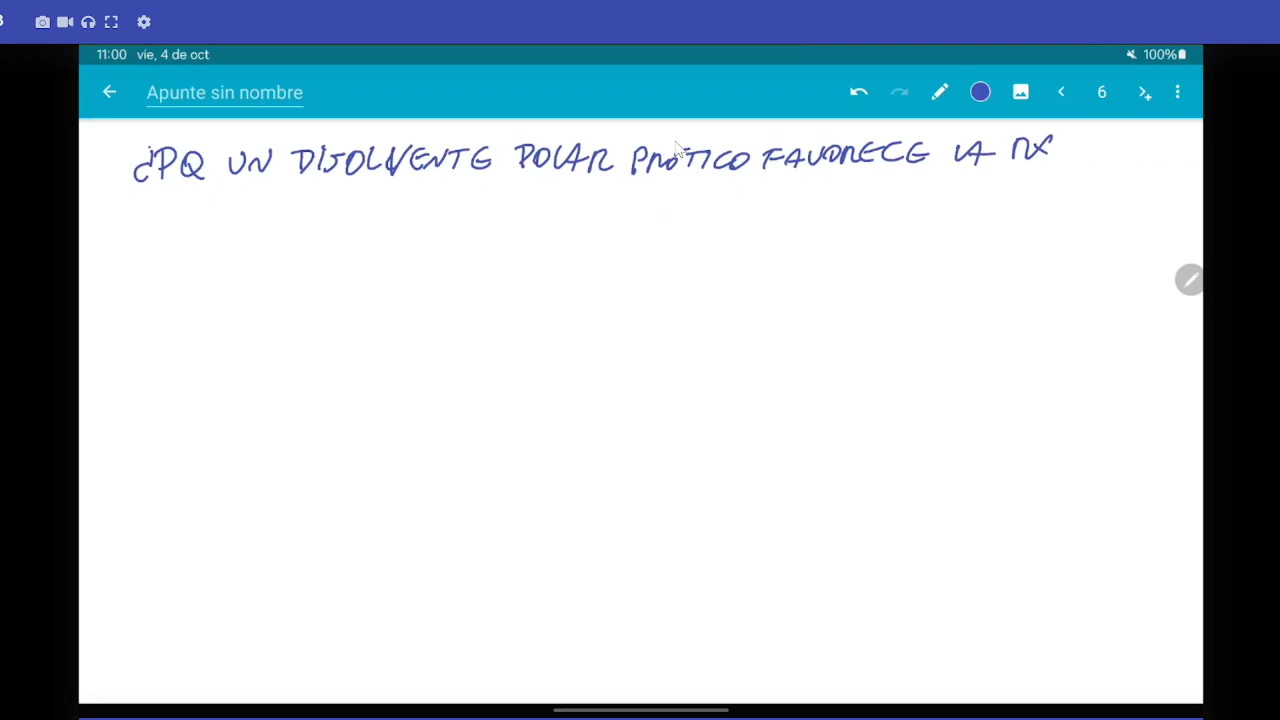 11:00 vie, 4 de oct 100%
Apunte sin nombre 6
¿PQ UN DISOLVENTE POLAR PRÓTICO FAVORECE LA RX